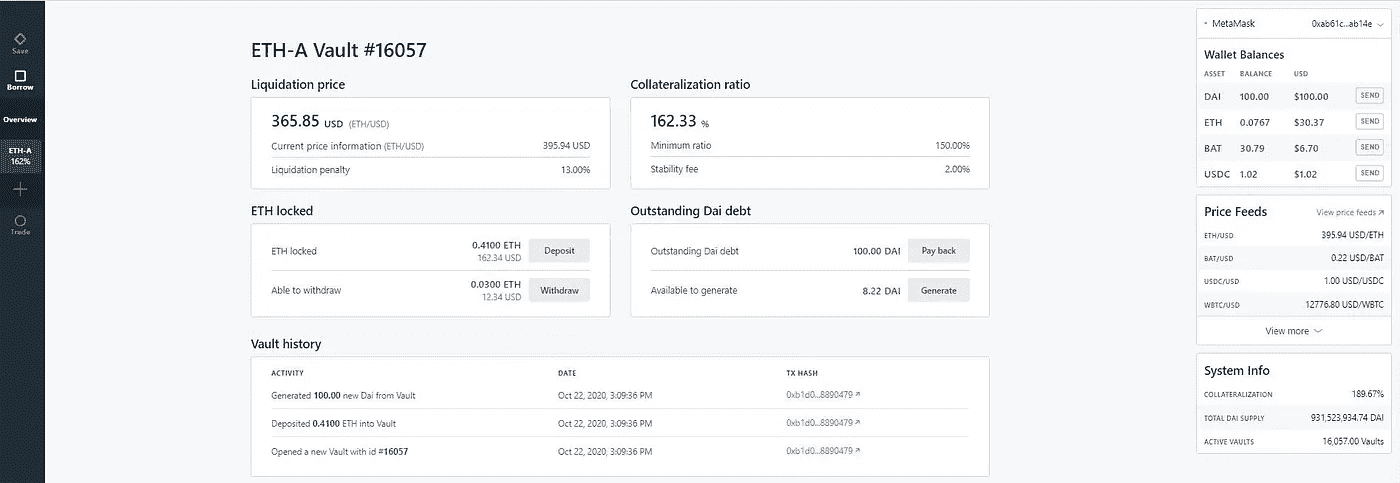 Save
Borrow
Overview
ETH-A
162%
Trade
ETH-A Vault #16057
Liquidation price
365.85 USD (ETH/USD)
Current price information (ETH/USD) 395.94 USD
Liquidation penalty 13.00%
Collateralization ratio
162.33 %
Minimum ratio 150.00%
Stability fee 2.00%
ETH locked
ETH locked 0.4100 ETH Deposit
162.34 USD
Able to withdraw 0.0300 ETH Withdraw
12.34 USD
Outstanding Dai debt
Outstanding Dai debt 100.00 DAI Pay back
Available to generate 8.22 DAI Generate
Vault history
ACTIVITY DATE TX HASH
Generated 100.00 new Dai from Vault Oct 22, 2020, 3:09:36 PM 0xb1d0...8890479
Deposited 0.4100 ETH into Vault Oct 22, 2020, 3:09:36 PM 0xb1d0...8890479
Opened a new Vault with id #16057 Oct 22, 2020, 3:09:36 PM 0xb1d0...8890479
MetaMask 0xab61c...ab14e
Wallet Balances
ASSET BALANCE USD
DAI 100.00 $100.00 SEND
ETH 0.0767 $30.37 SEND
BAT 30.79 $6.70 SEND
USDC 1.02 $1.02 SEND
Price Feeds View price feeds
ETH/USD 395.94 USD/ETH
BAT/USD 0.22 USD/BAT
USDC/USD 1.00 USD/USDC
WBTC/USD 12776.80 USD/WBTC
View more
System Info
COLLATERALIZATION 189.67%
TOTAL DAI SUPPLY 931,523,934.74 DAI
ACTIVE VAULTS 16,057.00 Vaults